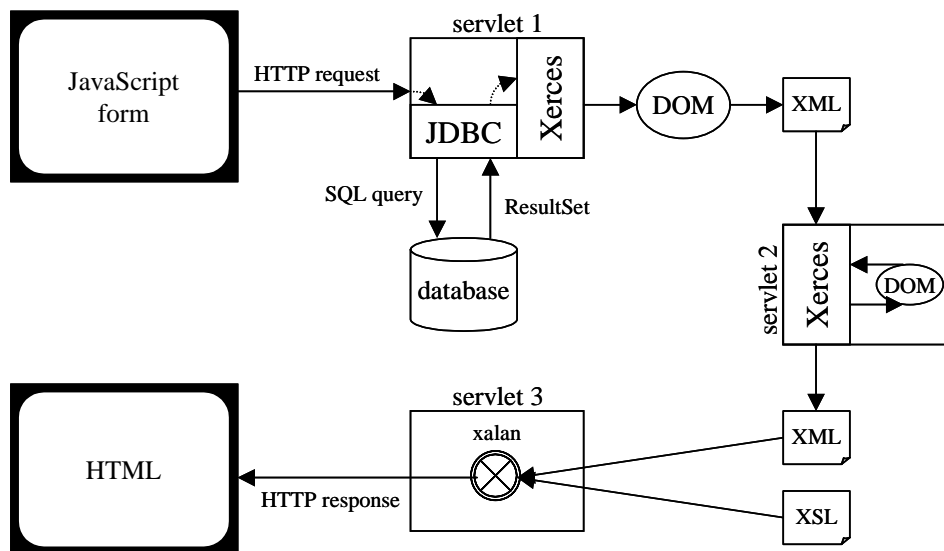 servlet 1
JavaScript
form
HTTP request
JDBC
Xerces
DOM
XML
SQL query
ResultSet
database
servlet 2
Xerces
DOM
servlet 3
xalan
XML
HTML
HTTP response
XSL